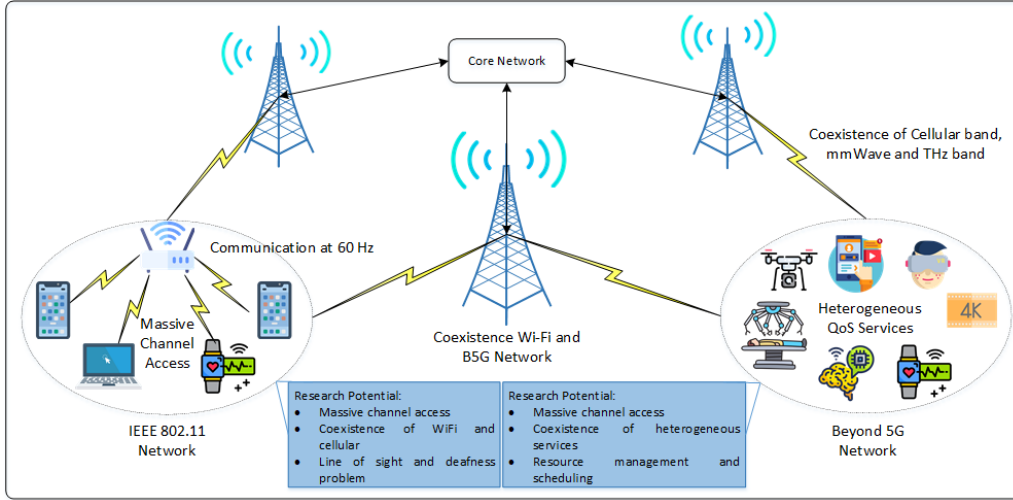 Core Network
Coexistence of Cellular band,
mmWave and THz band
Communication at 60 Hz
Massive
Channel
Access
Heterogeneous
QoS Services
4K
Coexistence Wi-Fi and
B5G Network
IEEE 802.11
Network
Research Potential:
• Massive channel access
• Coexistence of WiFi and
cellular
• Line of sight and deafness
problem
Research Potential:
• Massive channel access
• Coexistence of heterogeneous
services
• Resource management and
scheduling
Beyond 5G
Network